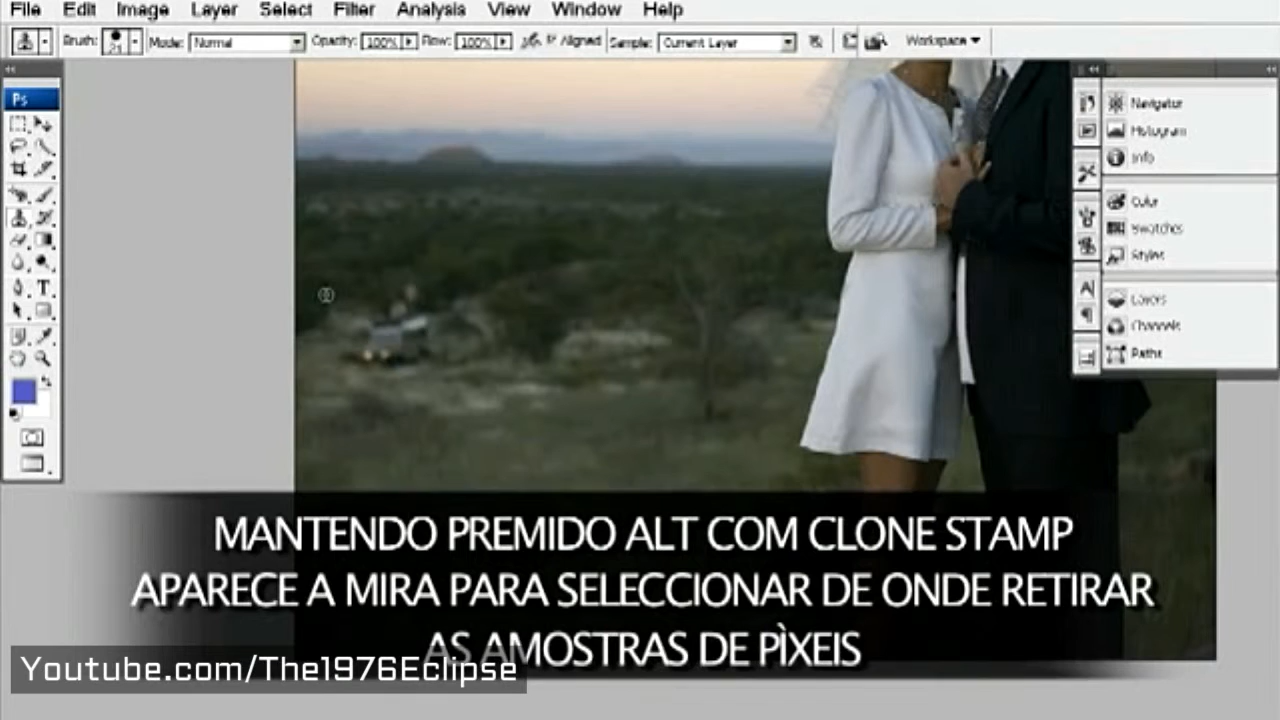 File Edit Image Layer Select Filter Analysis View Window Help
Brush: 21 Mode: Normal Opacity: 100% Flow: 100% Aligned Sample: Current Layer Workspace
Ps
Navigator
Histogram
Info
Color
Swatches
Styles
Layers
Channels
Paths
MANTENDO PREMIDO ALT COM CLONE STAMP
APARECE A MIRA PARA SELECCIONAR DE ONDE RETIRAR
AS AMOSTRAS DE PÌXEIS
Youtube.com/The1976Eclipse